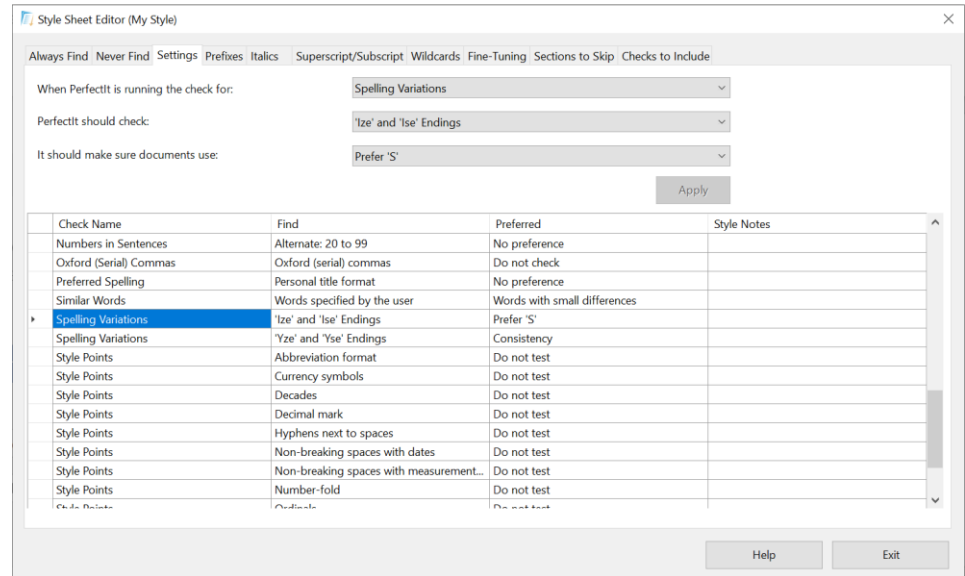 Style Sheet Editor (My Style)
Always Find Never Find Settings Prefixes Italics Superscript/Subscript Wildcards Fine-Tuning Sections to Skip Checks to Include
When PerfectIt is running the check for: Spelling Variations
PerfectIt should check: 'Ize' and 'Ise' Endings
It should make sure documents use: Prefer 'S'
Apply
Check Name Find Preferred Style Notes
Numbers in Sentences Alternate: 20 to 99 No preference
Oxford (Serial) Commas Oxford (serial) commas Do not check
Preferred Spelling Personal title format No preference
Similar Words Words specified by the user Words with small differences
Spelling Variations 'Ize' and 'Ise' Endings Prefer 'S'
Spelling Variations 'Yze' and 'Yse' Endings Consistency
Style Points Abbreviation format Do not test
Style Points Currency symbols Do not test
Style Points Decades Do not test
Style Points Decimal mark Do not test
Style Points Hyphens next to spaces Do not test
Style Points Non-breaking spaces with dates Do not test
Style Points Non-breaking spaces with measurement... Do not test
Style Points Number-fold Do not test
Style Points Ordinals Do not test
Help Exit